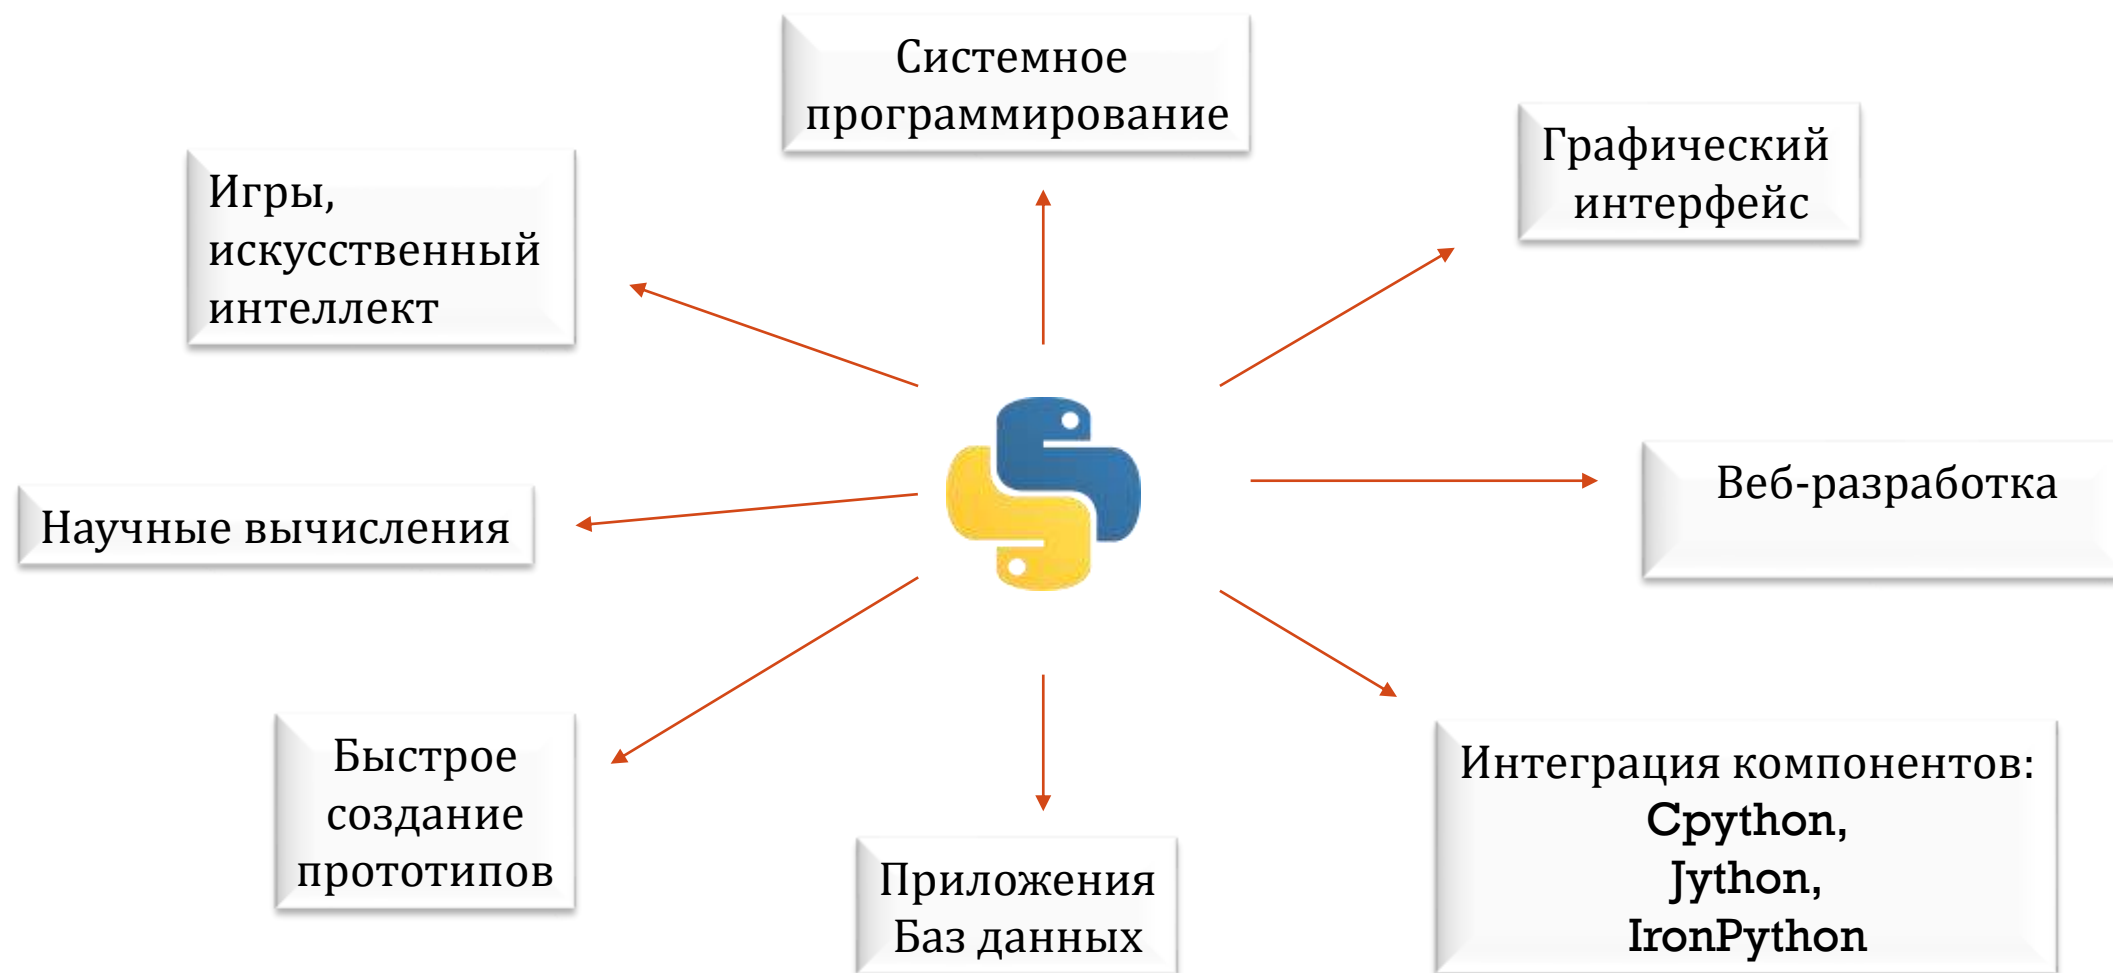 Системное
программирование
Графический
интерфейс
Игры,
искусственный
интеллект
Веб-разработка
Научные вычисления
Быстрое
создание
прототипов
Интеграция компонентов:
Cpython,
Jython,
IronPython
Приложения
Баз данных